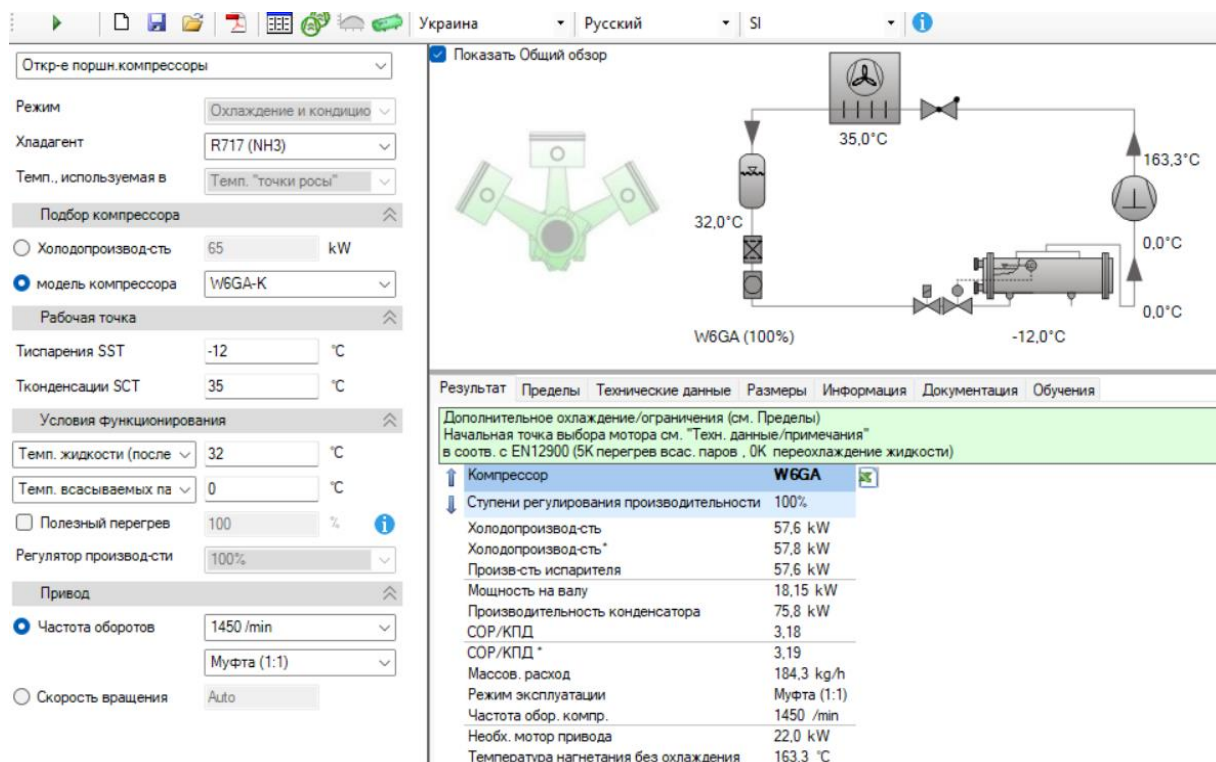 Украина Русский SI
Откр-е поршн.компрессоры
Режим Охлаждение и кондицио
Хладагент R717 (NH3)
Темп., используемая в Темп. "точки росы"
Подбор компрессора
Холодопроизвод-сть 65 kW
модель компрессора W6GA-K
Рабочая точка
Tиспарения SST -12 °C
Tконденсации SCT 35 °C
Условия функционирования
Темп. жидкости (после 32 °C
Темп. всасываемых па 0 °C
Полезный перегрев 100 %
Регулятор производ-сти 100%
Привод
Частота оборотов 1450 /min
Муфта (1:1)
Скорость вращения Auto
Показать Общий обзор
35,0°C
163,3°C
32,0°C
0,0°C
0,0°C
W6GA (100%)
-12,0°C
Результат Пределы Технические данные Размеры Информация Документация Обучения
Дополнительное охлаждение/ограничения (см. Пределы)
Начальная точка выбора мотора см. "Техн. данные/примечания"
в соотв. с EN12900 (5K перегрев всас. паров , 0K переохлаждение жидкости)
Компрессор W6GA
Ступени регулирования производительности 100%
Холодопроизвод-сть 57,6 kW
Холодопроизвод-сть* 57,8 kW
Произв-сть испарителя 57,6 kW
Мощность на валу 18,15 kW
Производительность конденсатора 75,8 kW
COP/КПД 3,18
COP/КПД * 3,19
Массов. расход 184,3 kg/h
Режим эксплуатации Муфта (1:1)
Частота обор. компр. 1450 /min
Необх. мотор привода 22,0 kW
Температура нагнетания без охлаждения 163,3 °C